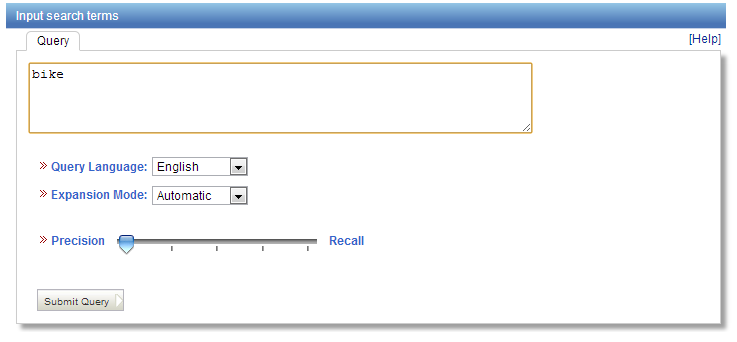 Input search terms
Query
[Help]
bike
» Query Language: English
» Expansion Mode: Automatic
» Precision Recall
Submit Query